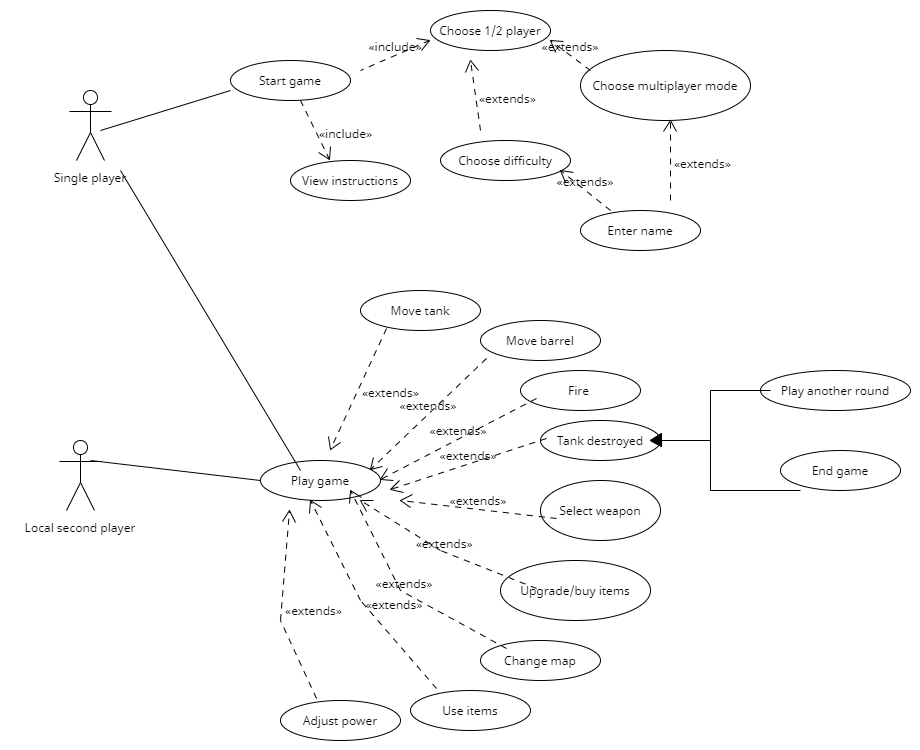 Choose 1/2 player
«include»
«extends»
Start game
Choose multiplayer mode
«extends»
«include»
Choose difficulty
«extends»
Single player
View instructions
«extends»
Enter name
Move tank
Move barrel
«extends»
Fire
Play another round
«extends»
«extends»
Tank destroyed
«extends»
End game
Play game
«extends»
Select weapon
Local second player
«extends»
«extends»
Upgrade/buy items
«extends»
«extends»
Change map
Use items
Adjust power